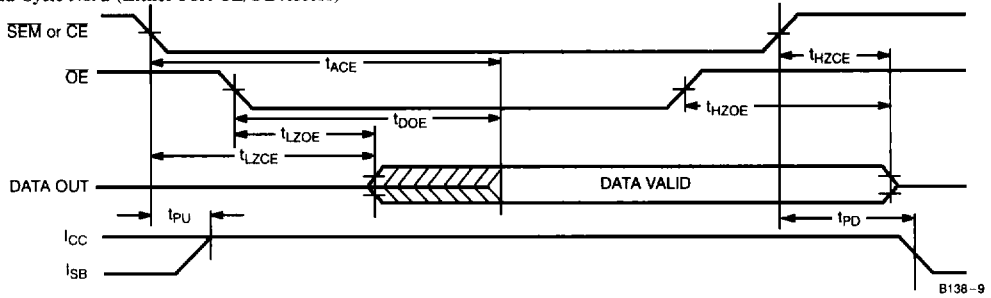 SEM or CE
tACE
tHZCE
OE
tHZOE
tDOE
tLZOE
tLZCE
DATA OUT
DATA VALID
tPU
tPD
ICC
ISB
B138-9